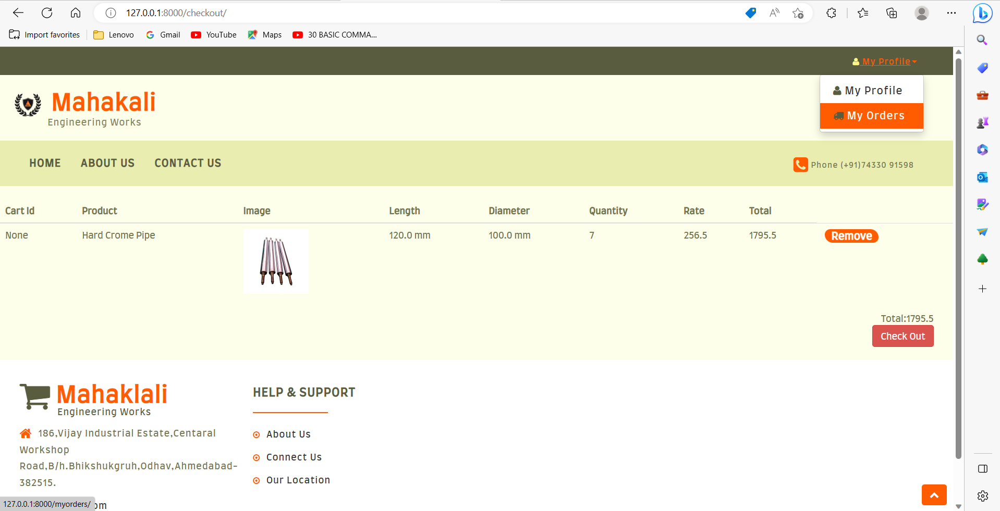 127.0.0.1:8000/checkout/
Import favorites
Lenovo
Gmail
YouTube
Maps
30 BASIC COMMA...
My Profile
My Profile
My Orders
Mahakali
Engineering Works
HOME ABOUT US CONTACT US
Phone (+91)74330 91598
Cart Id Product Image Length Diameter Quantity Rate Total
None Hard Crome Pipe 120.0 mm 100.0 mm 7 256.5 1795.5 Remove
Total:1795.5
Check Out
Mahaklali
Engineering Works
186,Vijay Industrial Estate,Centaral
Workshop
Road,B/h.Bhikshukgruh,Odhav,Ahmedabad-
382515.
HELP & SUPPORT
About Us
Connect Us
Our Location
127.0.0.1:8000/myorders/